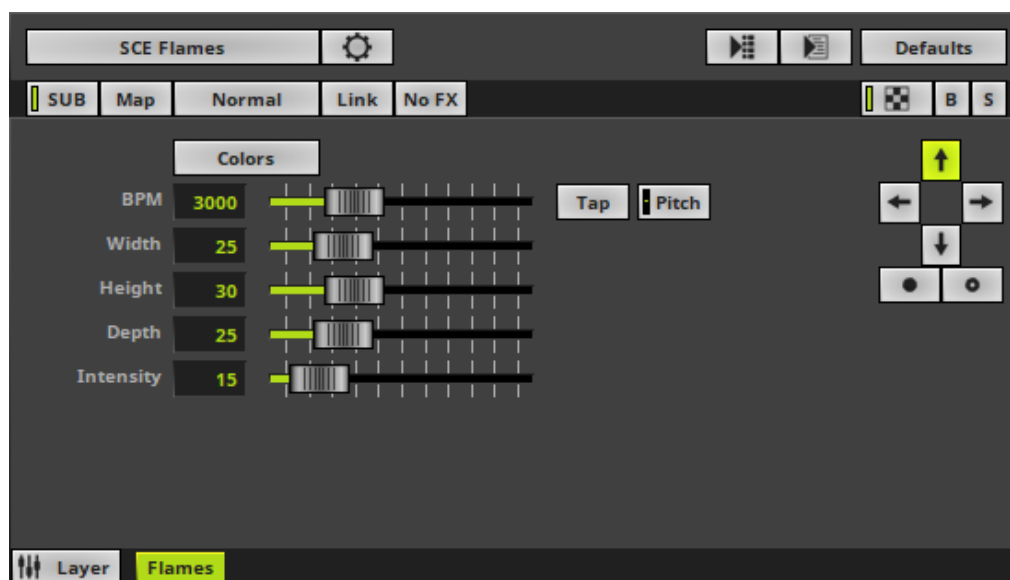 SCE Flames Defaults
SUB Map Normal Link No FX B S
Colors
BPM 3000 Tap Pitch
Width 25
Height 30
Depth 25
Intensity 15
Layer Flames